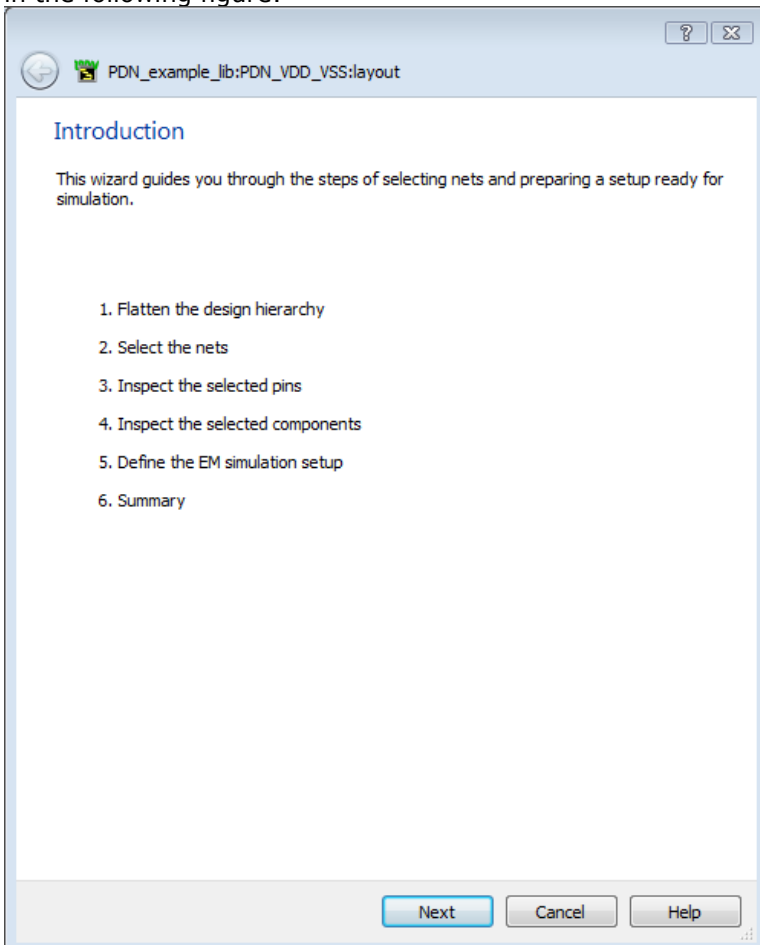 in the following figure.
PDN_example_lib:PDN_VDD_VSS:layout
Introduction
This wizard guides you through the steps of selecting nets and preparing a setup ready for
simulation.
1. Flatten the design hierarchy
2. Select the nets
3. Inspect the selected pins
4. Inspect the selected components
5. Define the EM simulation setup
6. Summary
Next Cancel Help